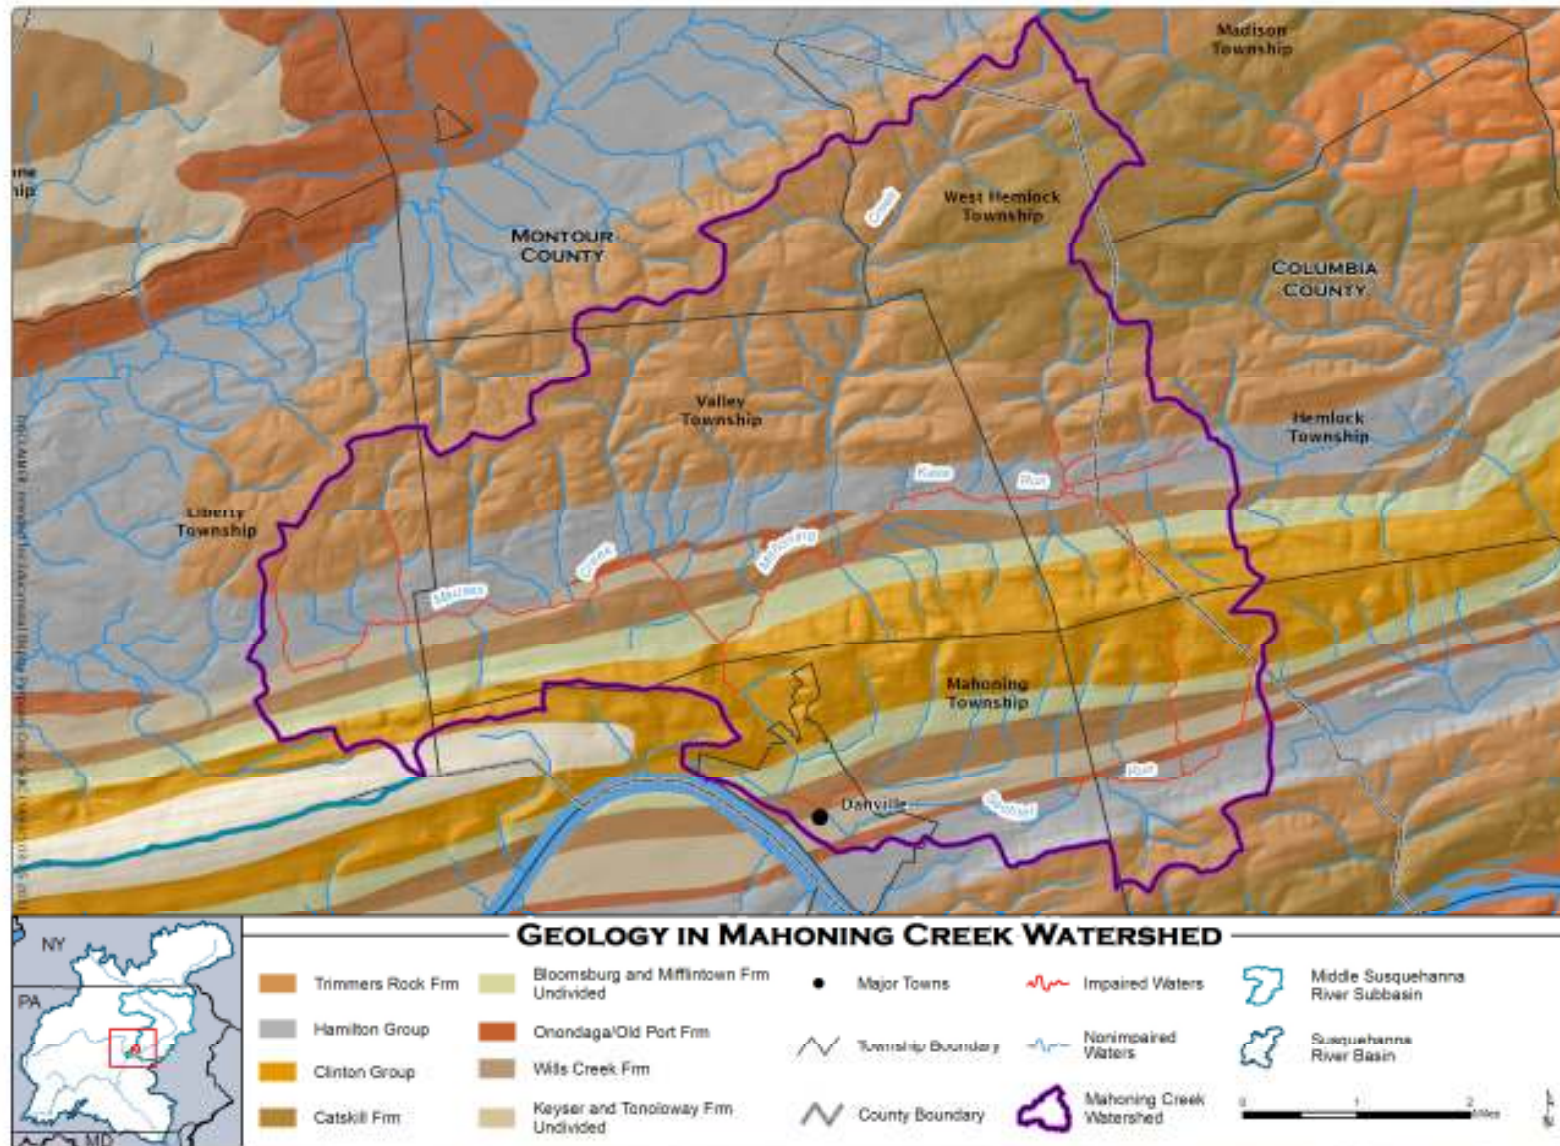 Madison
Township
West Hemlock
Township
Creek
MONTOUR
COUNTY
COLUMBIA
COUNTY
Valley
Township
Hemlock
Township
Liberty
Township
Kase
Run
Mahoning
Creek
Mauses
Mahoning
Township
Run
Sechler
Danville
GEOLOGY IN MAHONING CREEK WATERSHED
NY
PA
MD
Trimmers Rock Frm
Hamilton Group
Clinton Group
Catskill Frm
Bloomsburg and Mifflintown Frm
Undivided
Onondaga/Old Port Frm
Wills Creek Frm
Keyser and Tonoloway Frm
Undivided
Major Towns
Township Boundary
County Boundary
Impaired Waters
Nonimpaired
Waters
Mahoning Creek
Watershed
Middle Susquehanna
River Subbasin
Susquehanna
River Basin
0 1 2 Miles